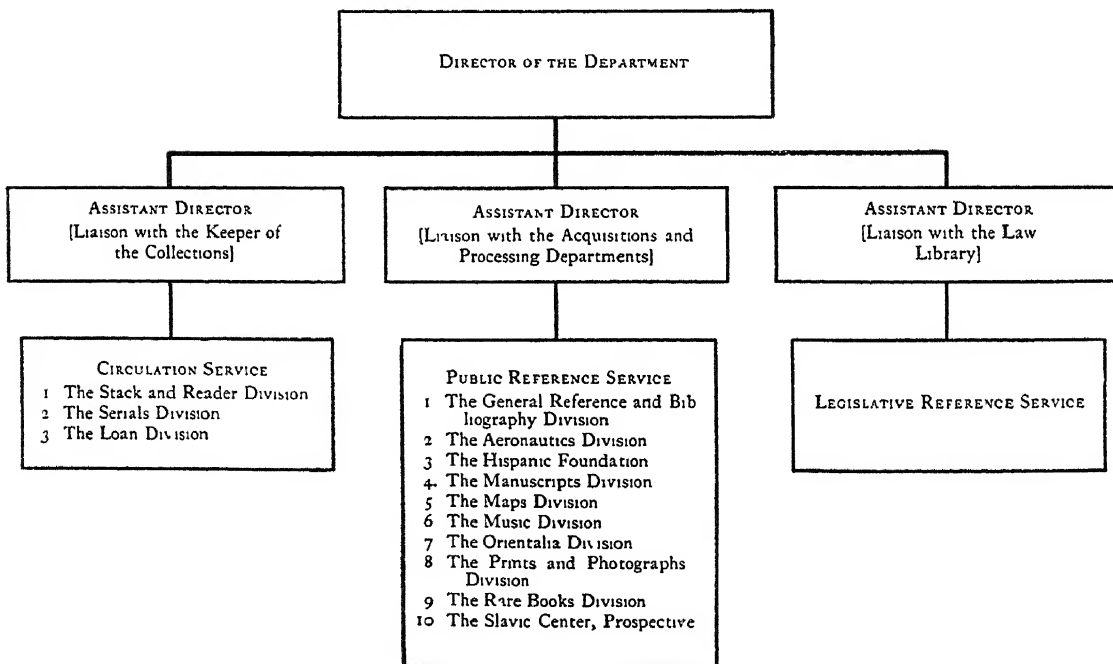 DIRECTOR OF THE DEPARTMENT
ASSISTANT DIRECTOR
[Liaison with the Keeper of
the Collections]
ASSISTANT DIRECTOR
[Liaison with the Acquisitions and
Processing Departments]
ASSISTANT DIRECTOR
[Liaison with the Law
Library]
CIRCULATION SERVICE
1 The Stack and Reader Division
2 The Serials Division
3 The Loan Division
PUBLIC REFERENCE SERVICE
1 The General Reference and Bib
liography Division
2 The Aeronautics Division
3 The Hispanic Foundation
4. The Manuscripts Division
5 The Maps Division
6 The Music Division
7 The Orientalia Division
8 The Prints and Photographs
Division
9 The Rare Books Division
10 The Slavic Center, Prospective
LEGISLATIVE REFERENCE SERVICE